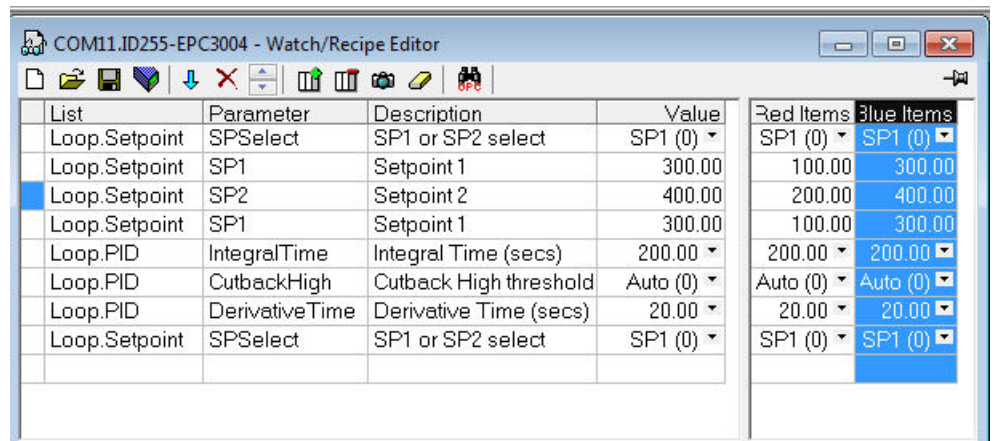 COM11.ID255-EPC3004 - Watch/Recipe Editor
OPC
List Parameter Description Value Red Items Blue Items
Loop.Setpoint SPSelect SP1 or SP2 select SP1 (0) SP1 (0) SP1 (0)
Loop.Setpoint SP1 Setpoint 1 300.00 100.00 300.00
Loop.Setpoint SP2 Setpoint 2 400.00 200.00 400.00
Loop.Setpoint SP1 Setpoint 1 300.00 100.00 300.00
Loop.PID IntegralTime Integral Time (secs) 200.00 200.00 200.00
Loop.PID CutbackHigh Cutback High threshold Auto (0) Auto (0) Auto (0)
Loop.PID DerivativeTime Derivative Time (secs) 20.00 20.00 20.00
Loop.Setpoint SPSelect SP1 or SP2 select SP1 (0) SP1 (0) SP1 (0)